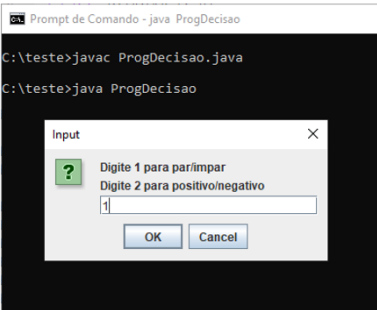 Prompt de Comando - java ProgDecisao
C:\teste>javac ProgDecisao.java
C:\teste>java ProgDecisao
Input
Digite 1 para par/impar
Digite 2 para positivo/negativo
1
OK Cancel